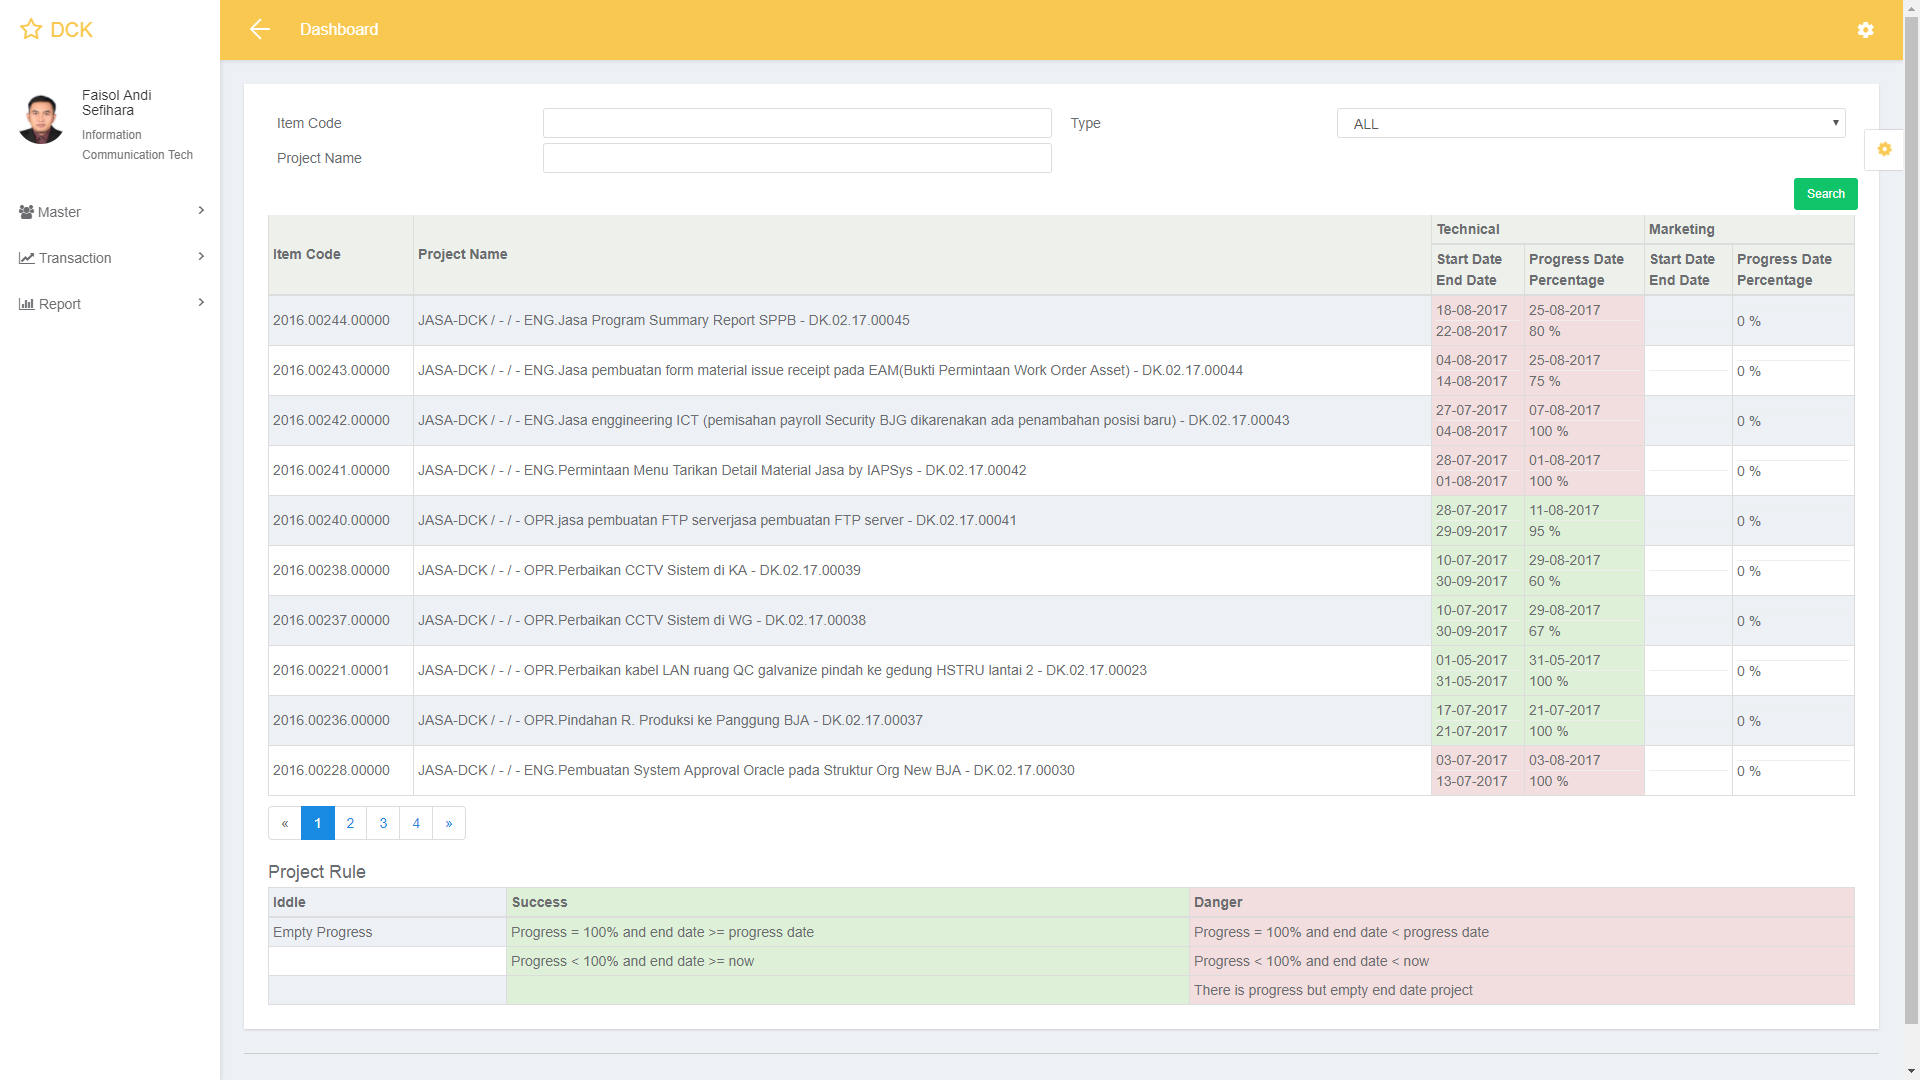 DCK
Dashboard
Faisol Andi
Sefihara
Information
Communication Tech
Master
Transaction
Report
Item Code
Type
ALL
Project Name
Search
Item Code
Project Name
Technical
Marketing
Start Date
End Date
Progress Date
Percentage
Start Date
End Date
Progress Date
Percentage
2016.00244.00000 JASA-DCK / - / - ENG.Jasa Program Summary Report SPPB - DK.02.17.00045 18-08-2017 25-08-2017
22-08-2017 80 % 0 %
2016.00243.00000 JASA-DCK / - / - ENG.Jasa pembuatan form material issue receipt pada EAM(Bukti Permintaan Work Order Asset) - DK.02.17.00044 04-08-2017 25-08-2017
14-08-2017 75 % 0 %
2016.00242.00000 JASA-DCK / - / - ENG.Jasa enggineering ICT (pemisahan payroll Security BJG dikarenakan ada penambahan posisi baru) - DK.02.17.00043 27-07-2017 07-08-2017
04-08-2017 100 % 0 %
2016.00241.00000 JASA-DCK / - / - ENG.Permintaan Menu Tarikan Detail Material Jasa by IAPSys - DK.02.17.00042 28-07-2017 01-08-2017
01-08-2017 100 % 0 %
2016.00240.00000 JASA-DCK / - / - OPR.jasa pembuatan FTP serverjasa pembuatan FTP server - DK.02.17.00041 28-07-2017 11-08-2017
29-09-2017 95 % 0 %
2016.00238.00000 JASA-DCK / - / - OPR.Perbaikan CCTV Sistem di KA - DK.02.17.00039 10-07-2017 29-08-2017
30-09-2017 60 % 0 %
2016.00237.00000 JASA-DCK / - / - OPR.Perbaikan CCTV Sistem di WG - DK.02.17.00038 10-07-2017 29-08-2017
30-09-2017 67 % 0 %
2016.00221.00001 JASA-DCK / - / - OPR.Perbaikan kabel LAN ruang QC galvanize pindah ke gedung HSTRU lantai 2 - DK.02.17.00023 01-05-2017 31-05-2017
31-05-2017 100 % 0 %
2016.00236.00000 JASA-DCK / - / - OPR.Pindahan R. Produksi ke Panggung BJA - DK.02.17.00037 17-07-2017 21-07-2017
21-07-2017 100 % 0 %
2016.00228.00000 JASA-DCK / - / - ENG.Pembuatan System Approval Oracle pada Struktur Org New BJA - DK.02.17.00030 03-07-2017 03-08-2017
13-07-2017 100 % 0 %
« 1 2 3 4 »
Project Rule
Iddle Success Danger
Empty Progress Progress = 100% and end date >= progress date Progress = 100% and end date < progress date
Progress < 100% and end date >= now Progress < 100% and end date < now
There is progress but empty end date project